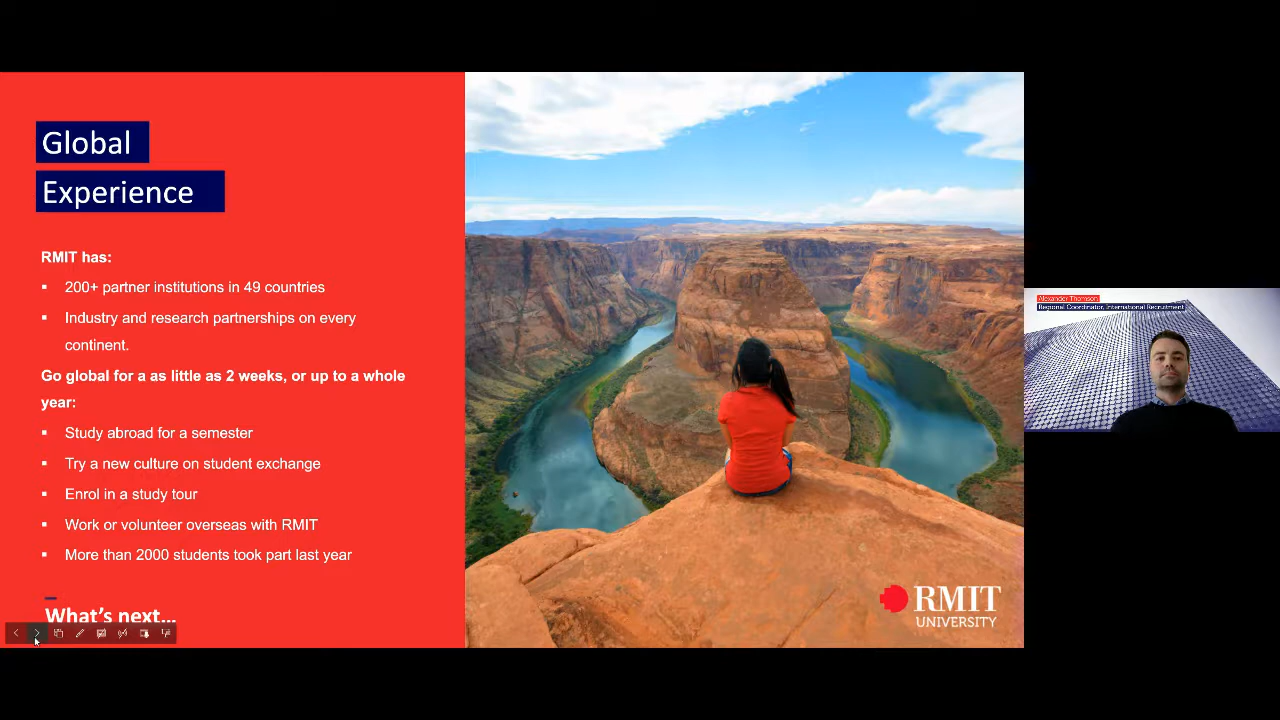 Global
Experience
RMIT has:
▪ 200+ partner institutions in 49 countries
▪ Industry and research partnerships on every
continent.
Go global for a as little as 2 weeks, or up to a whole
year:
▪ Study abroad for a semester
▪ Try a new culture on student exchange
▪ Enrol in a study tour
▪ Work or volunteer overseas with RMIT
▪ More than 2000 students took part last year
What's next...
RMIT
UNIVERSITY
Alexander Thomson
Regional Coordinator, International Recruitment